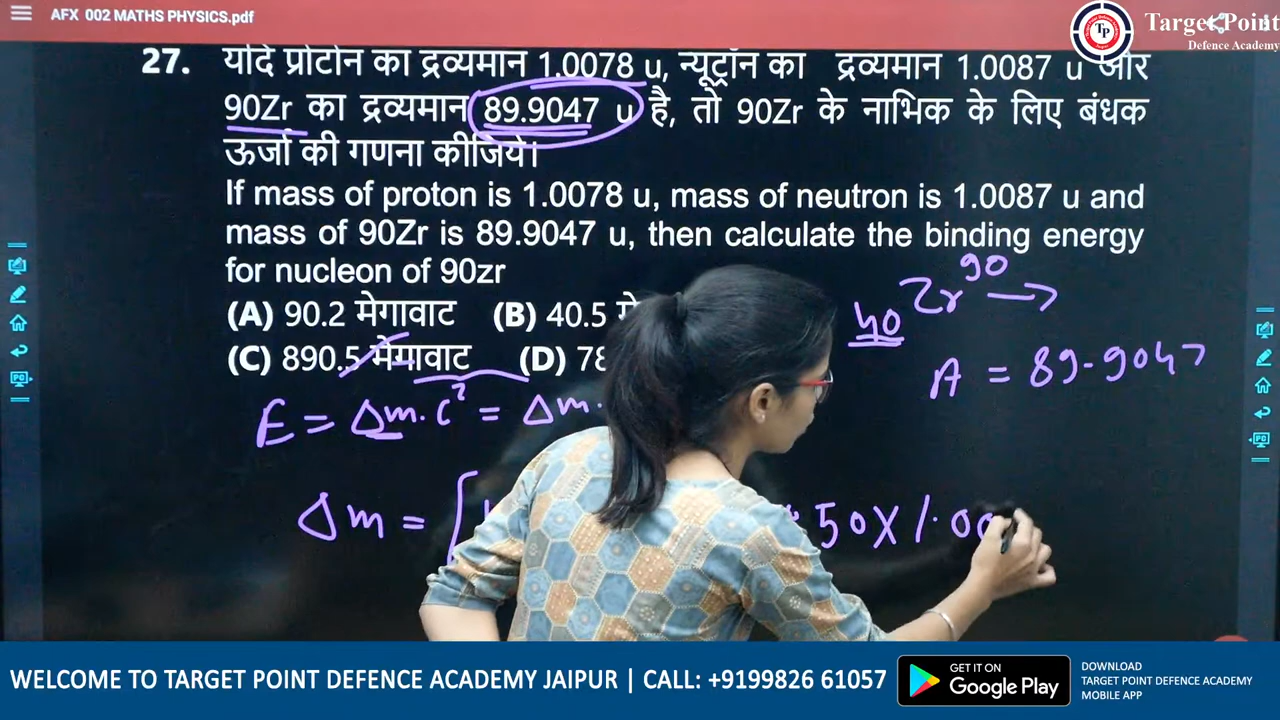 AFX 002 MATHS PHYSICS.pdf
Target Point
Defence Academy
27. यदि प्रोटोन का द्रव्यमान 1.0078 u, न्यूट्रॉन का द्रव्यमान 1.0087 u और
90Zr का द्रव्यमान 89.9047 u है, तो 90Zr के नाभिक के लिए बंधक
ऊर्जा की गणना कीजिये।
If mass of proton is 1.0078 u, mass of neutron is 1.0087 u and
mass of 90Zr is 89.9047 u, then calculate the binding energy
for nucleon of 90zr
(A) 90.2 मेगावाट (B) 40.5
(C) 890.5 मेगावाट (D) 78
40 Zr 90 →
A = 89.9047
E = Δm.c² = Δm.
Δm = [ 50X 1.00
WELCOME TO TARGET POINT DEFENCE ACADEMY JAIPUR | CALL: +9199826 61057
GET IT ON
Google Play
DOWNLOAD
TARGET POINT DEFENCE ACADEMY
MOBILE APP